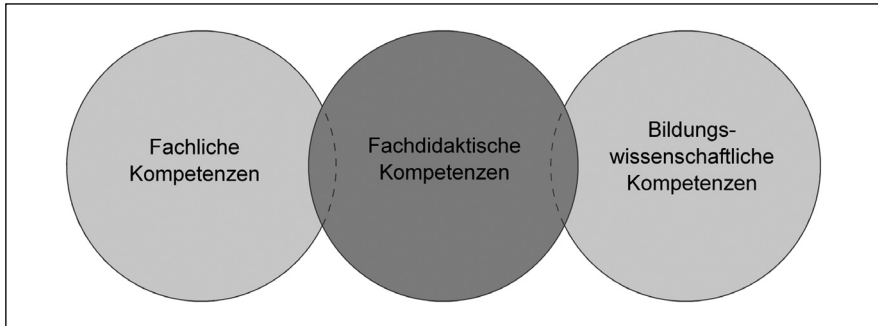 Fachliche
Kompetenzen
Fachdidaktische
Kompetenzen
Bildungs-
wissenschaftliche
Kompetenzen